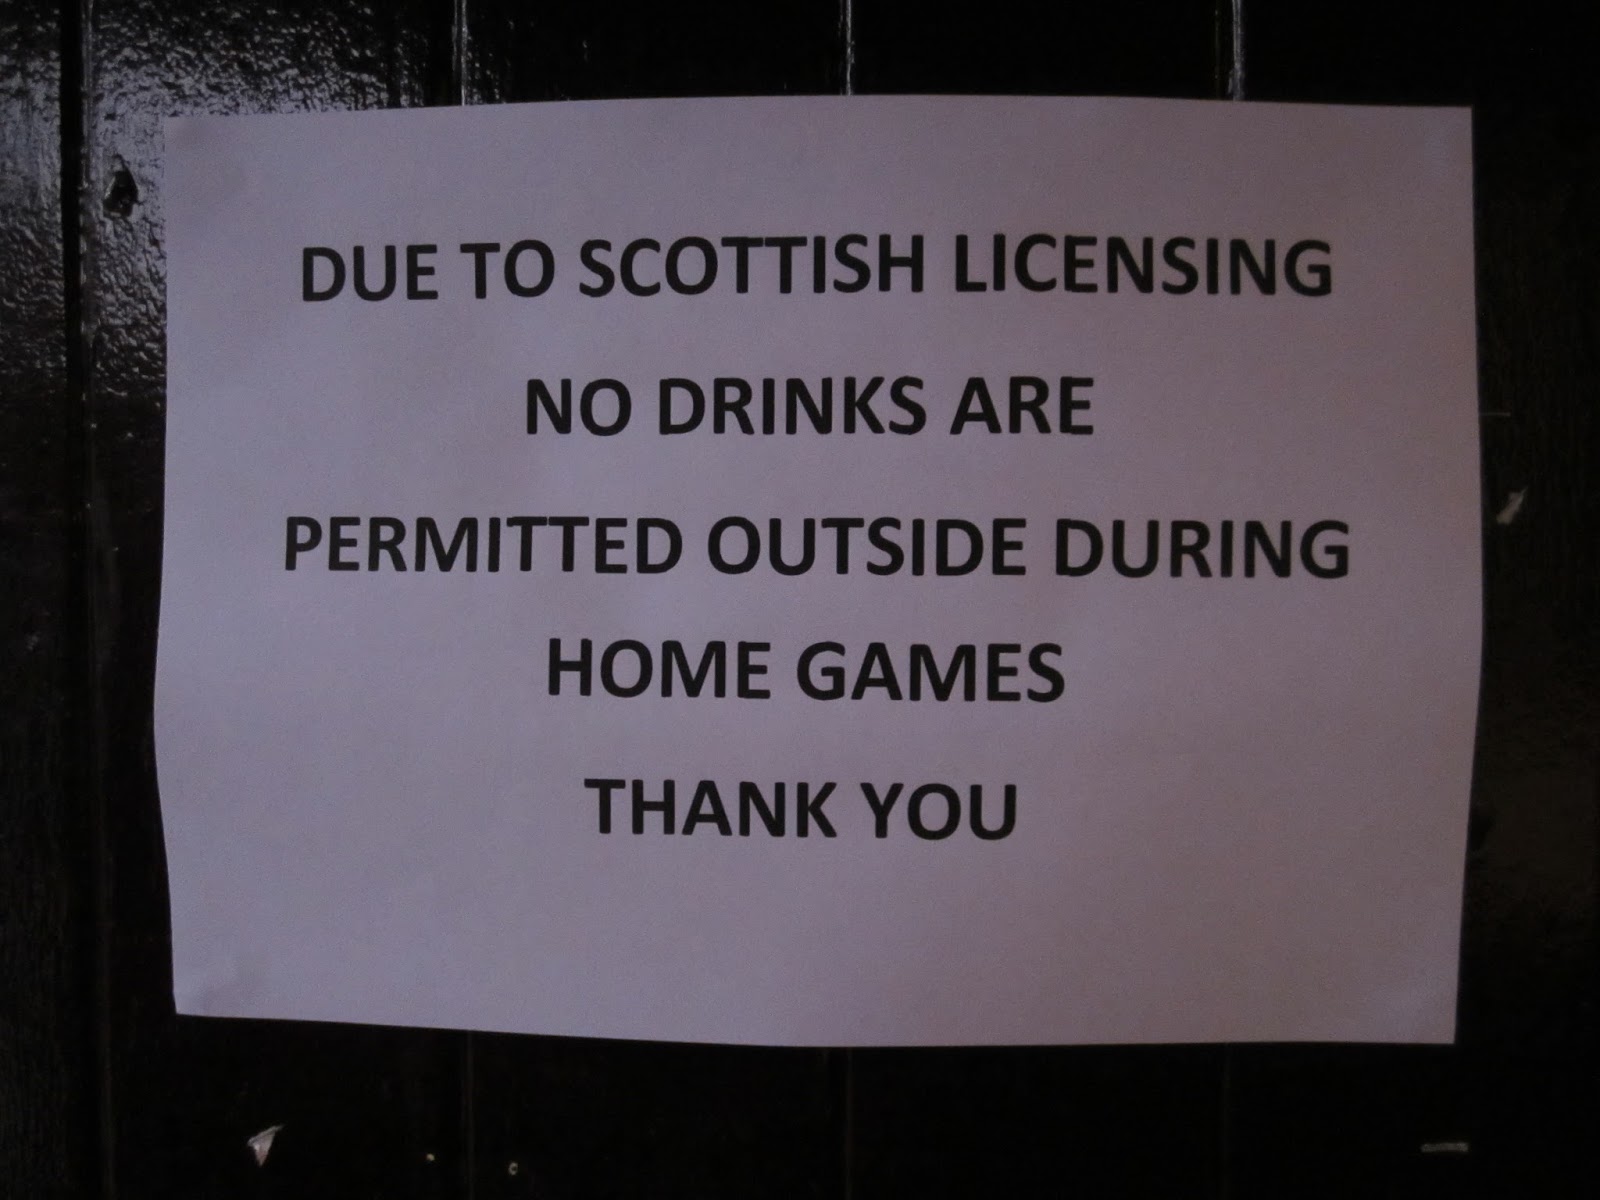 DUE TO SCOTTISH LICENSING
NO DRINKS ARE
PERMITTED OUTSIDE DURING
HOME GAMES
THANK YOU